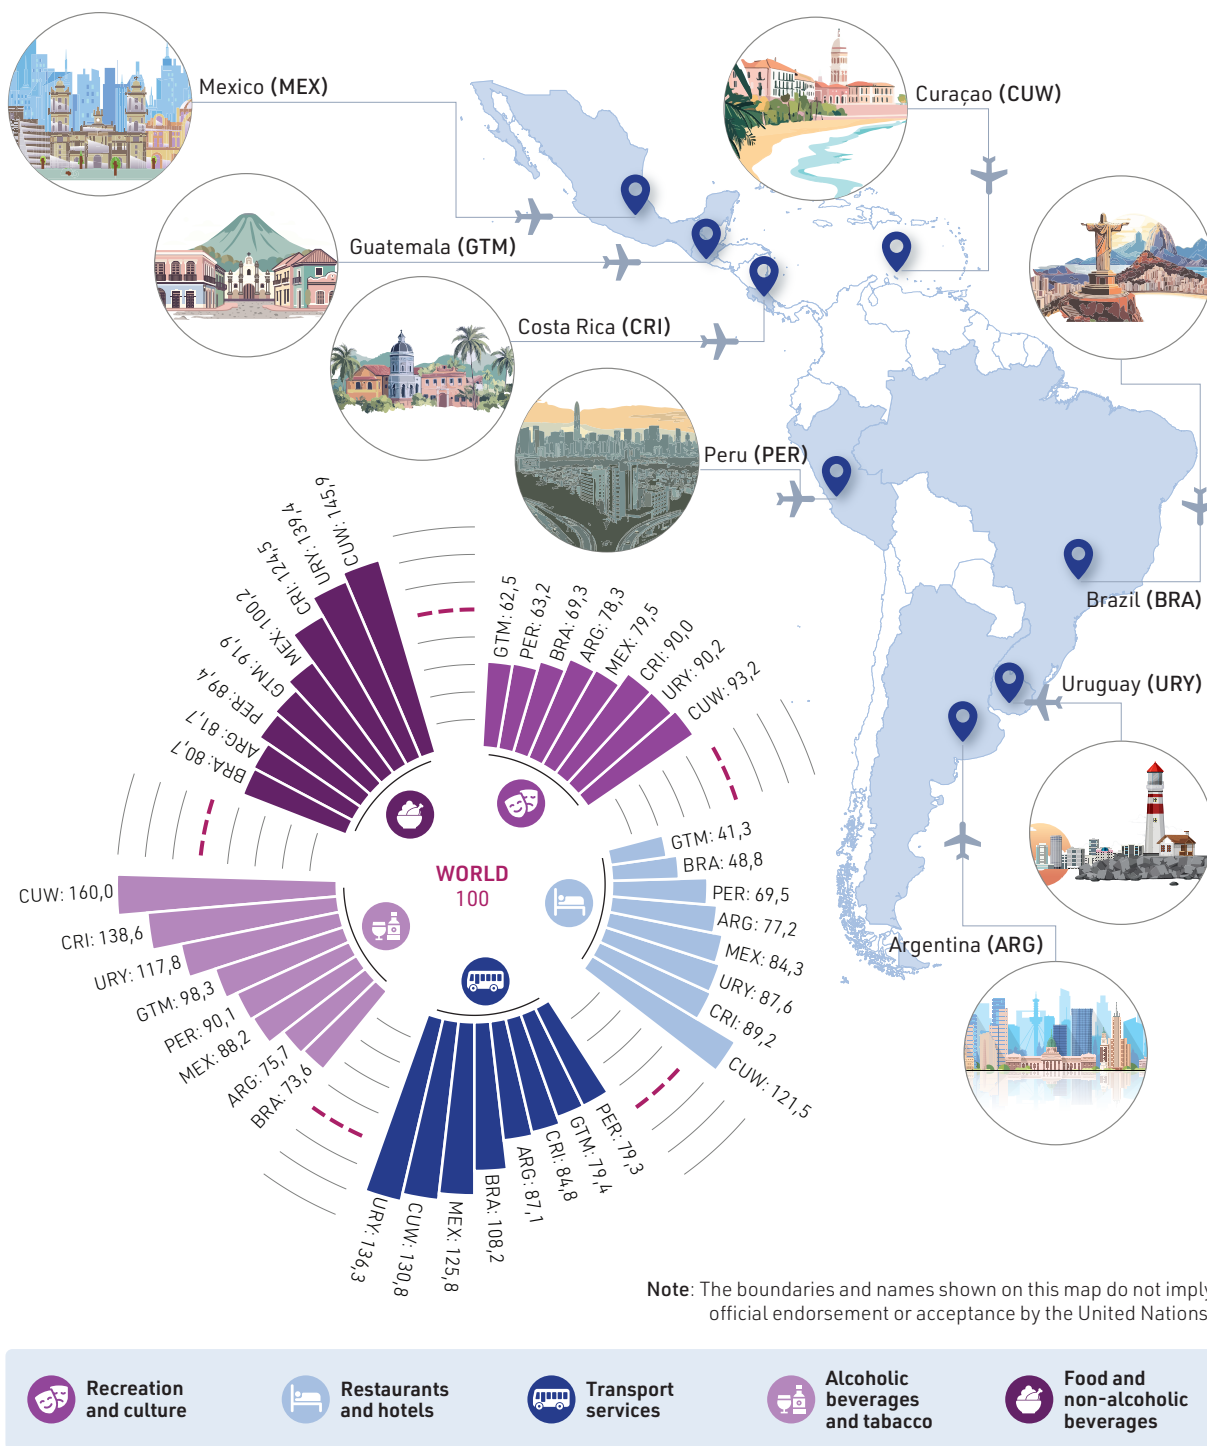 Mexico (MEX)
Curaçao (CUW)
Guatemala (GTM)
Costa Rica (CRI)
Peru (PER)
Brazil (BRA)
Uruguay (URY)
Argentina (ARG)
BRA: 80,7
ARG: 81,7
PER: 89,4
GTM: 91,9
MEX: 100,2
CRI: 124,5
URY: 139,4
CUW: 145,9
GTM: 62,5
PER: 63,2
BRA: 69,3
ARG: 78,3
MEX: 79,5
CRI: 90,0
URY: 90,2
CUW: 93,2
GTM: 41,3
BRA: 48,8
PER: 69,5
ARG: 77,2
MEX: 84,3
URY: 87,6
CRI: 89,2
CUW: 121,5
PER: 79,3
GTM: 79,4
CRI: 84,8
ARG: 87,1
BRA: 108,2
MEX: 125,8
CUW: 130,8
URY: 136,3
BRA: 73,6
ARG: 75,7
MEX: 88,2
PER: 90,1
GTM: 98,3
URY: 117,8
CRI: 138,6
CUW: 160,0
WORLD
100
Note: The boundaries and names shown on this map do not imply
official endorsement or acceptance by the United Nations
Recreation
and culture
Restaurants
and hotels
Transport
services
Alcoholic
beverages
and tabacco
Food and
non-alcoholic
beverages